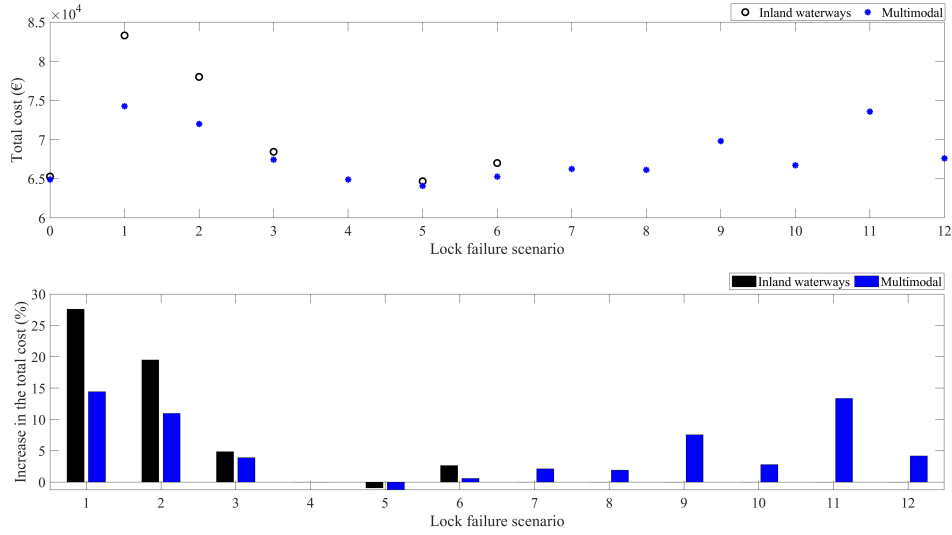 ×10⁴
Inland waterways Multimodal
8.5
8
7.5
7
6.5
6
Total cost (€)
0 1 2 3 4 5 6 7 8 9 10 11 12
Lock failure scenario
Inland waterways Multimodal
30
25
20
15
10
5
0
Increase in the total cost (%)
1 2 3 4 5 6 7 8 9 10 11 12
Lock failure scenario